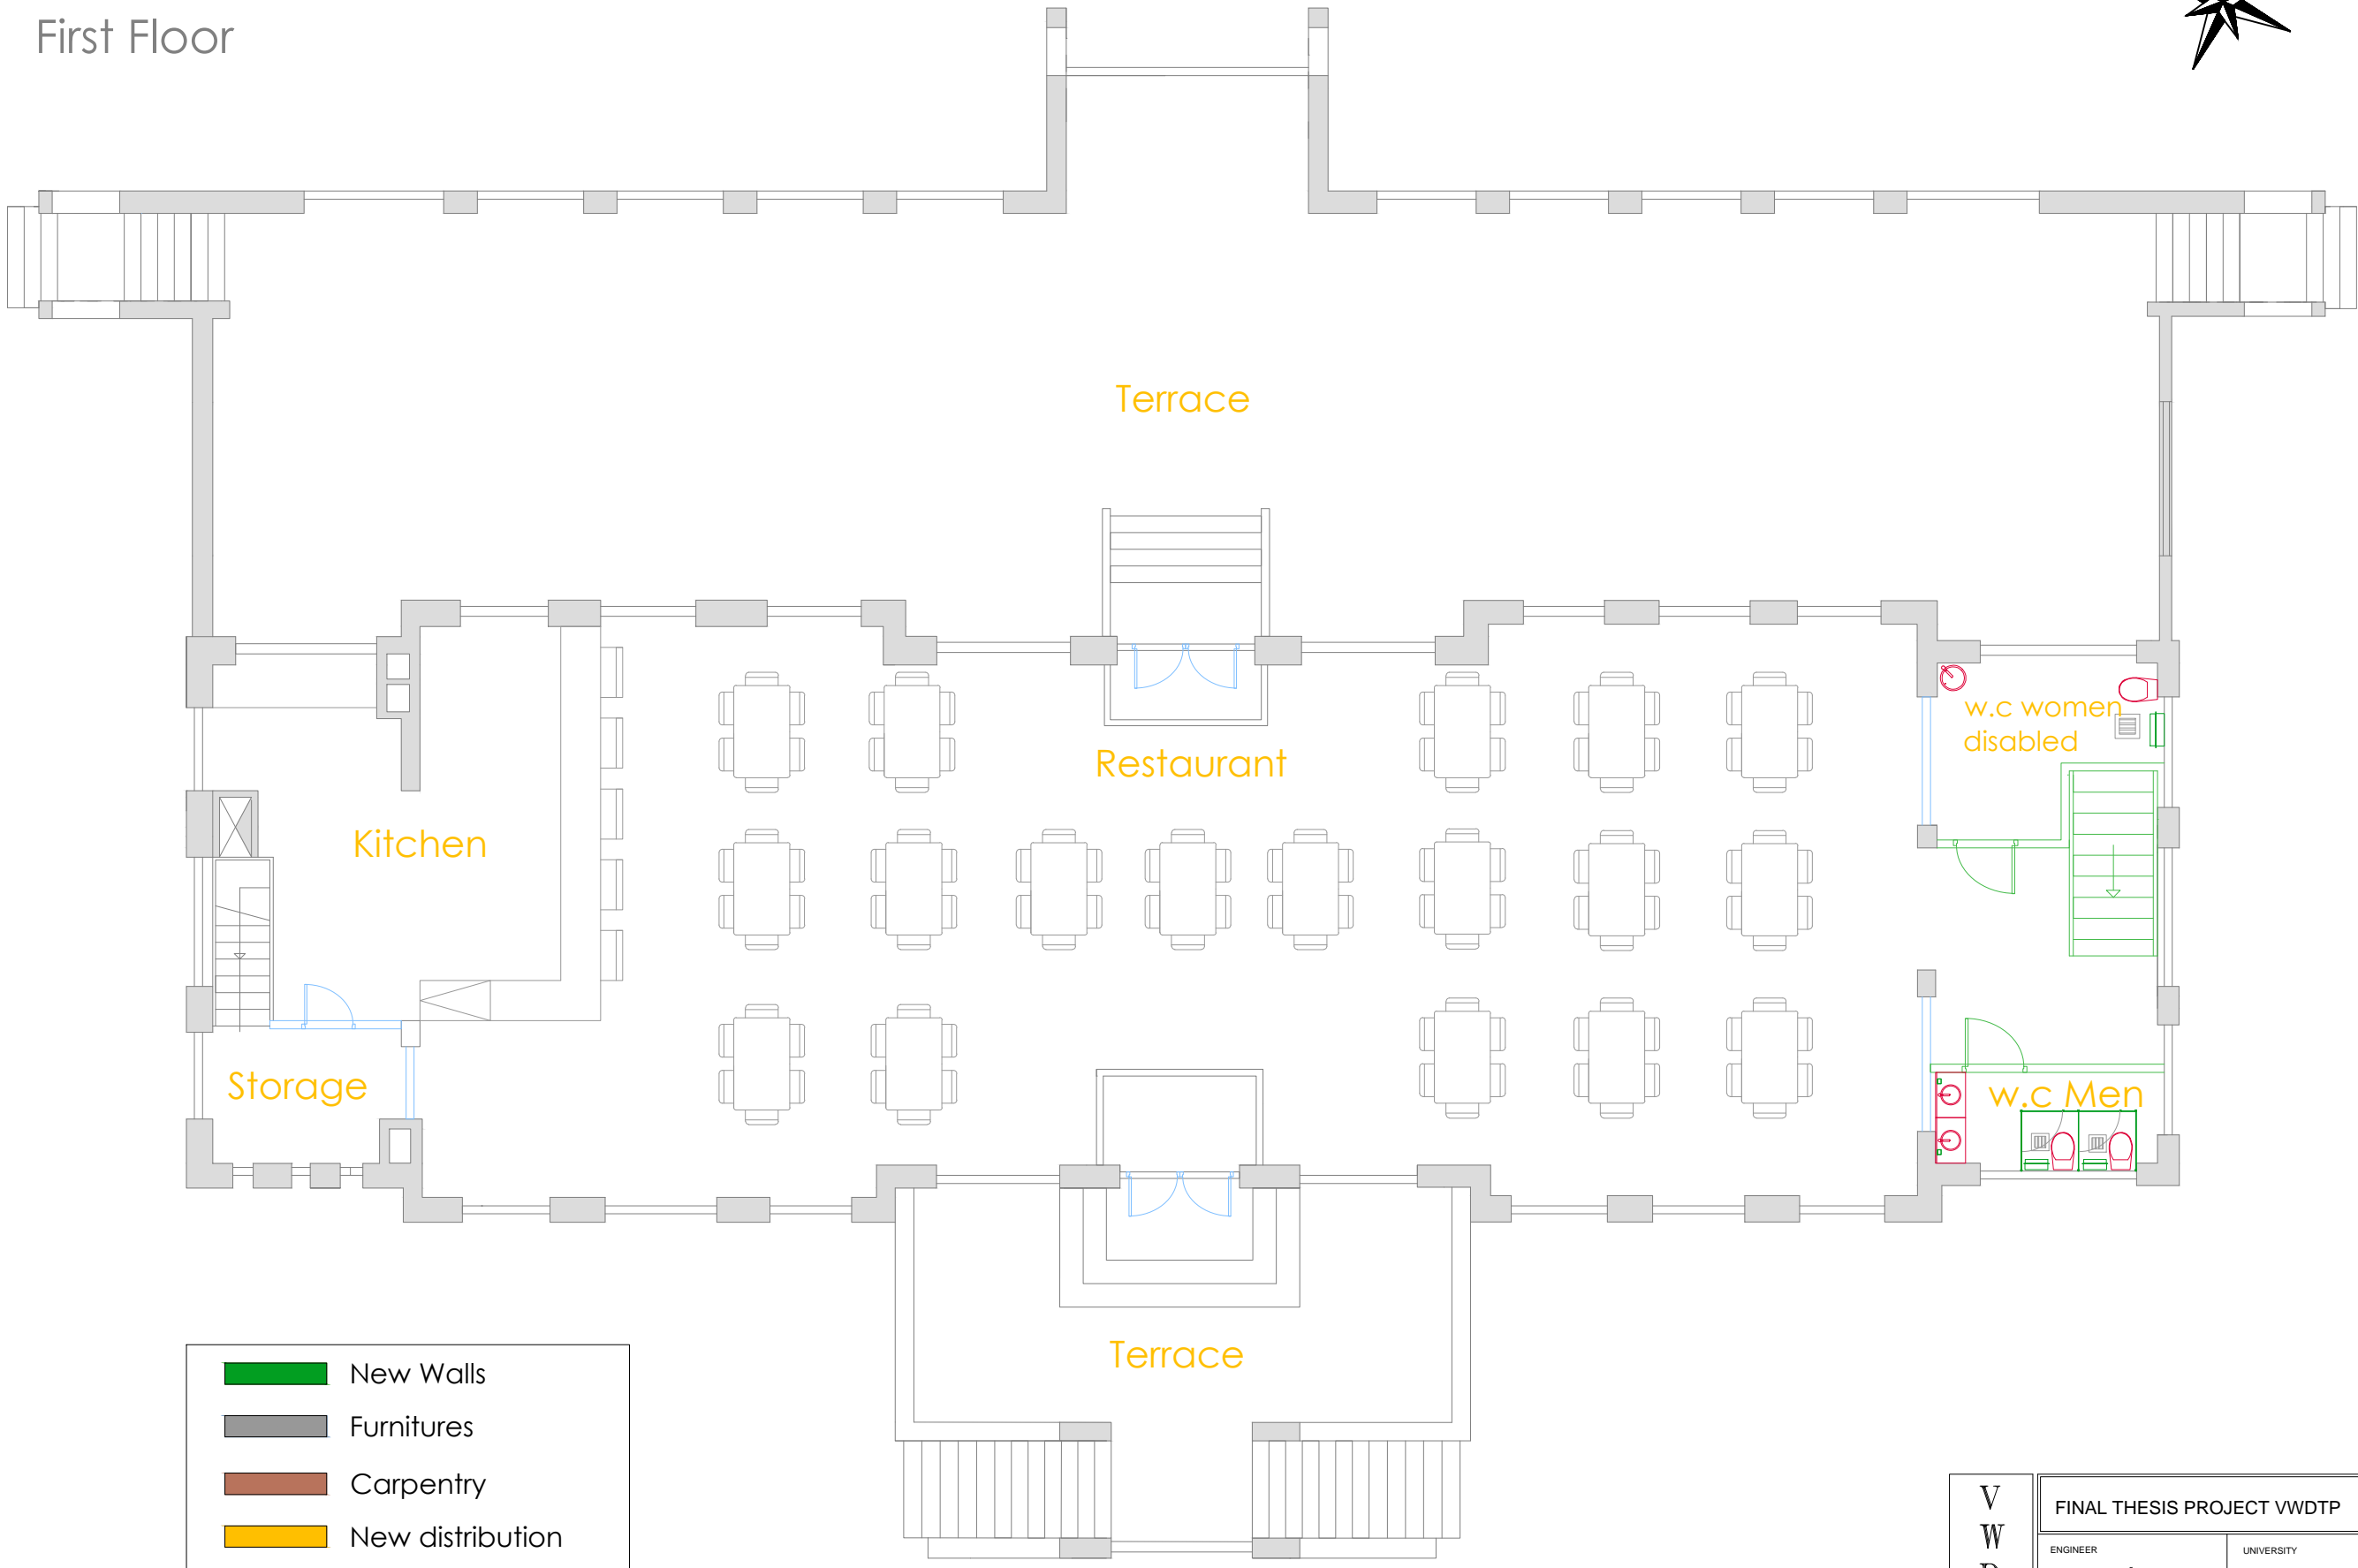 First Floor
Terrace
Restaurant
w.c women
disabled
Kitchen
Storage
w.c Men
Terrace
New Walls
Furnitures
Carpentry
New distribution
V
W
FINAL THESIS PROJECT VWDTP
ENGINEER
UNIVERSITY